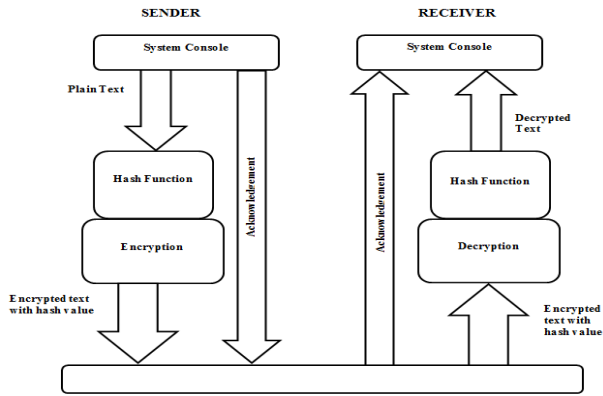 SENDER
RECEIVER
System Console
System Console
Plain Text
Decrypted
Text
Hash Function
Hash Function
Acknowledgement
Acknowledgement
Encryption
Decryption
Encrypted text
with hash value
Encrypted
text with
hash value